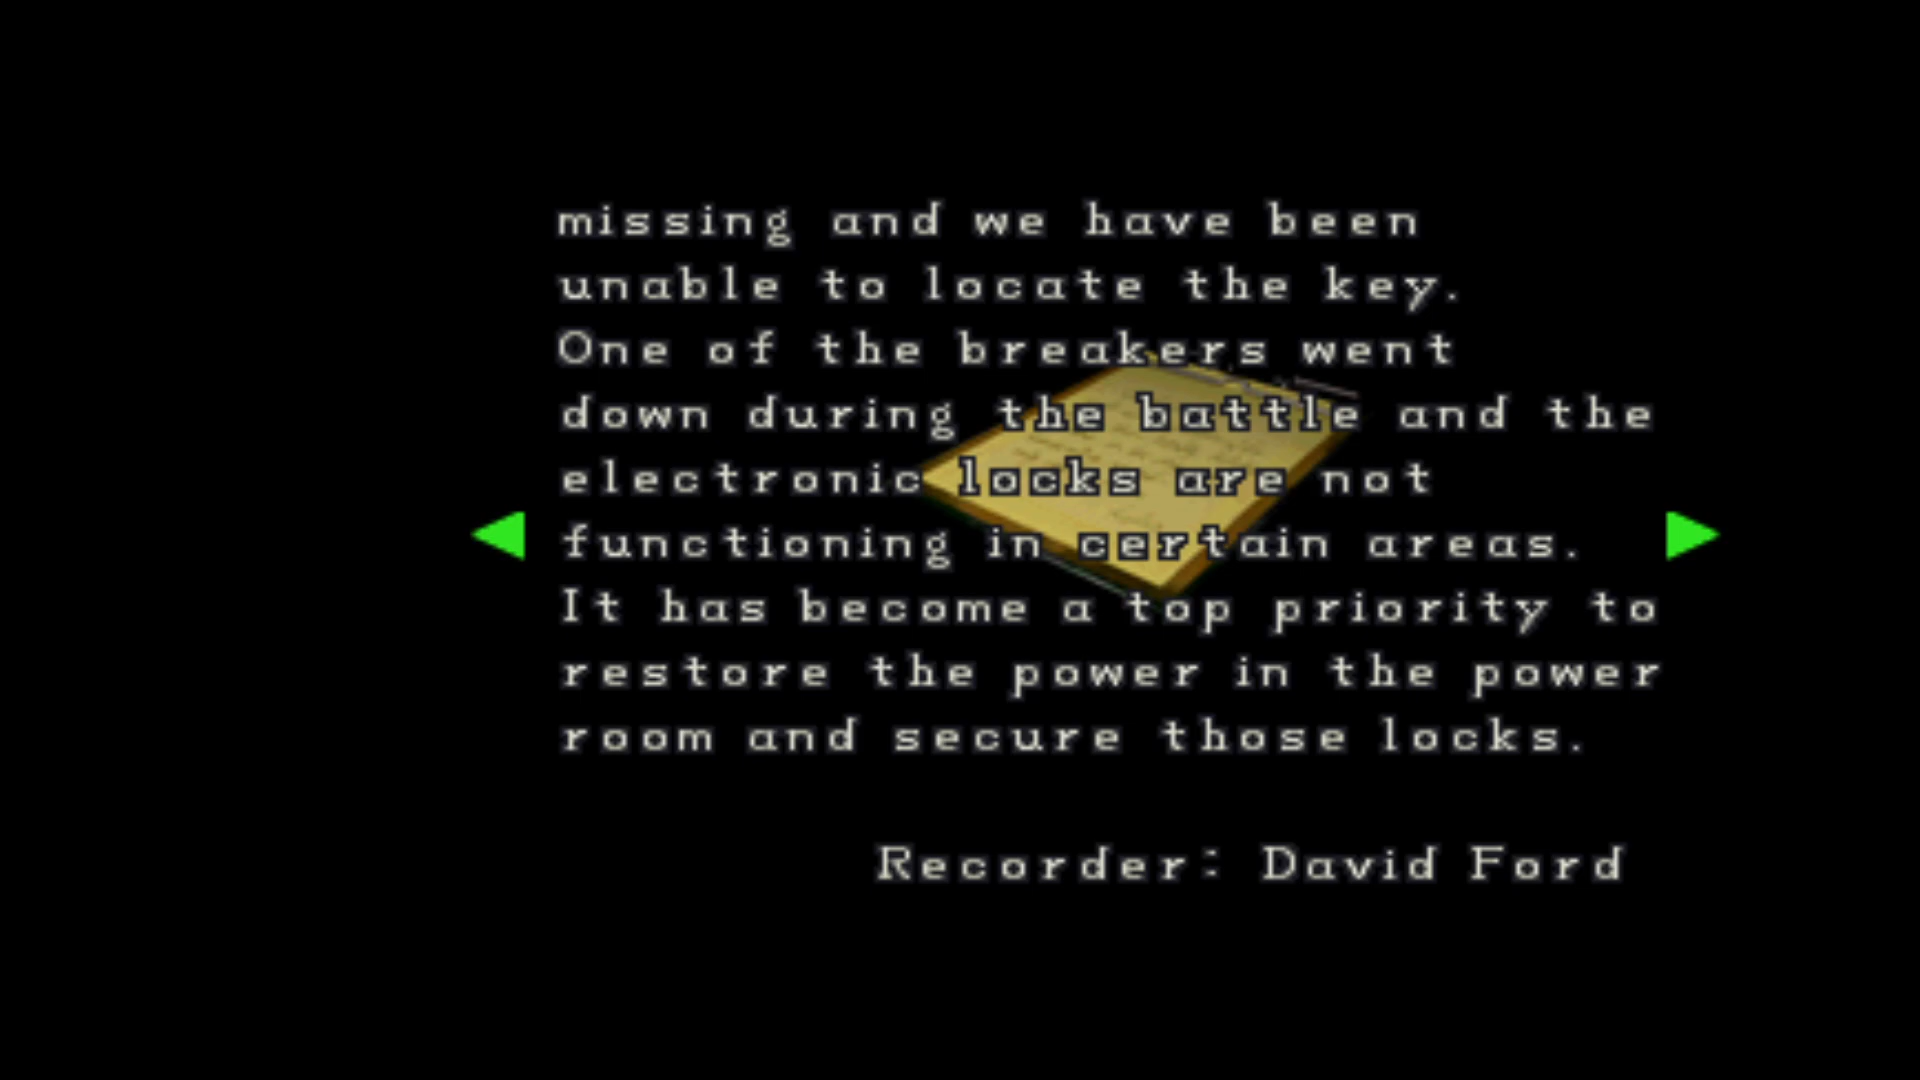 missing and we have been
unable to locate the key.
One of the breakers went
down during the battle and the
electronic locks are not
functioning in certain areas.
It has become a top priority to
restore the power in the power
room and secure those locks.
Recorder: David Ford